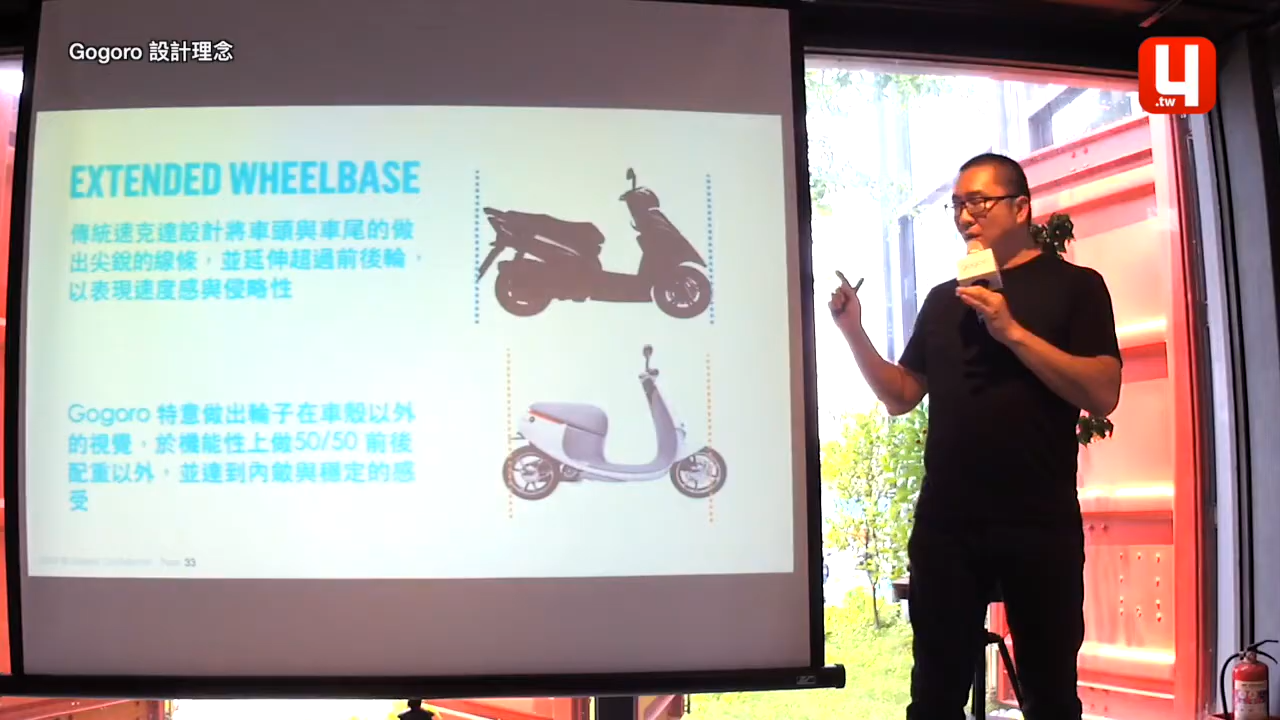 Gogoro 設計理念
4
.tw
EXTENDED WHEELBASE
傳統速克達設計將車頭與車尾的做
出尖銳的線條，並延伸超過前後輪，
以表現速度感與侵略性
Gogoro 特意做出輪子在車殼以外
的視覺，於機能性上做50/50 前後
配重以外，並達到內斂與穩定的感
受
Page 33